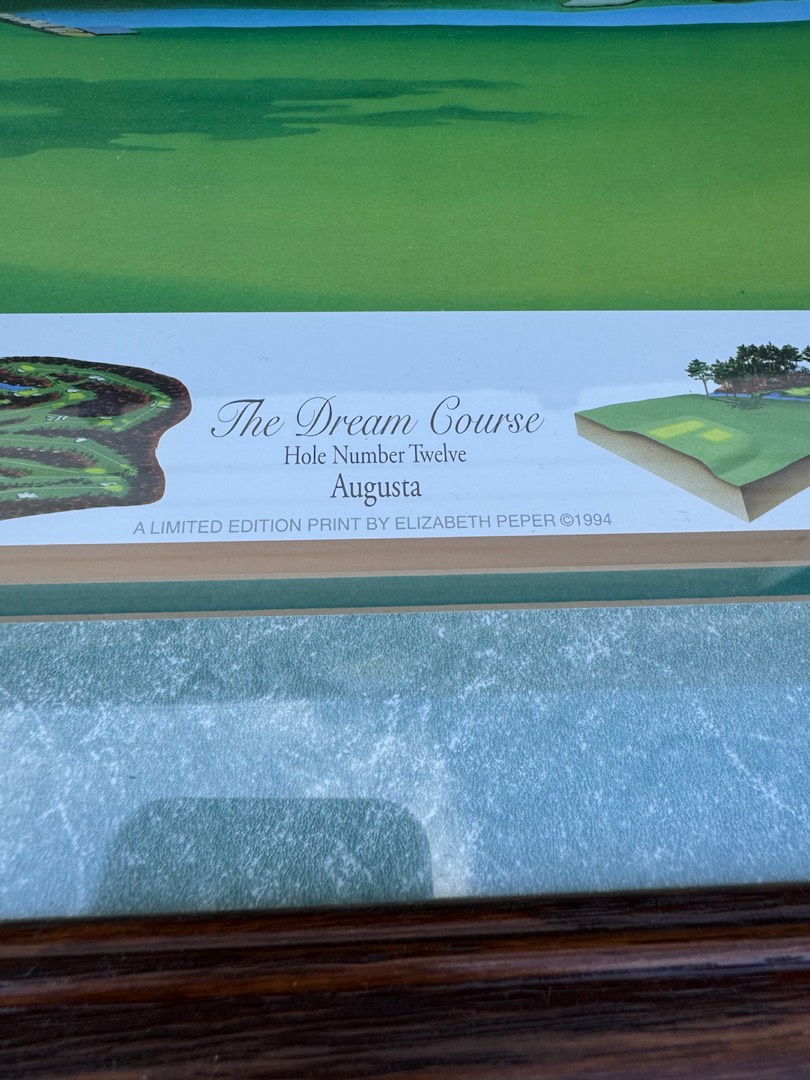 The Dream Course
Hole Number Twelve
Augusta
A LIMITED EDITION PRINT BY ELIZABETH PEPER ©1994